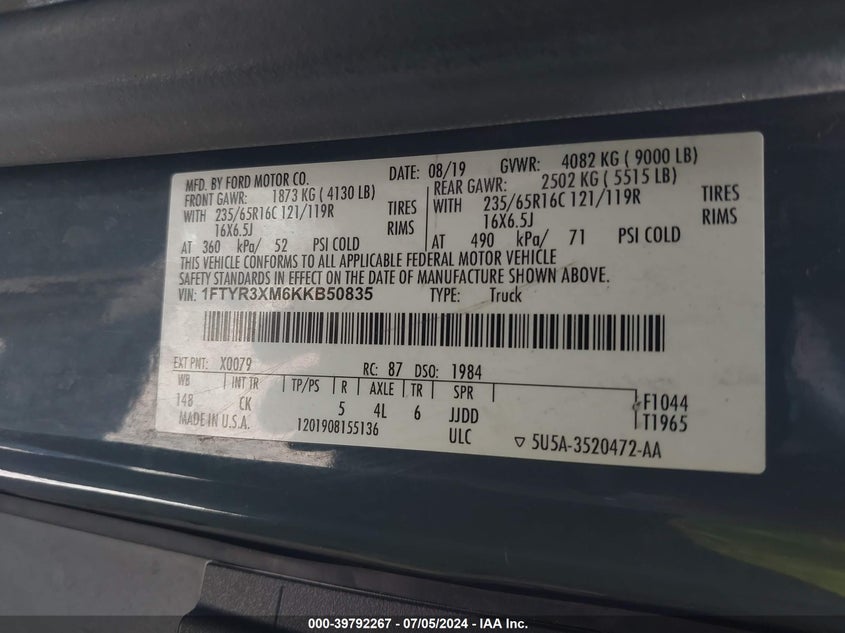 MFD. BY FORD MOTOR CO. DATE: 08/19 GVWR: 4082 KG ( 9000 LB)
FRONT GAWR: 1873 KG ( 4130 LB) REAR GAWR: 2502 KG ( 5515 LB)
WITH 235/65R16C 121/119R TIRES WITH 235/65R16C 121/119R TIRES
16X6.5J RIMS 16X6.5J RIMS
AT 360 kPa/ 52 PSI COLD AT 490 kPa/ 71 PSI COLD
THIS VEHICLE CONFORMS TO ALL APPLICABLE FEDERAL MOTOR VEHICLE
SAFETY STANDARDS IN EFFECT ON THE DATE OF MANUFACTURE SHOWN ABOVE.
VIN: 1FTYR3XM6KKB50835 TYPE: Truck
EXT PNT: X0079 RC: 87 DSO: 1984
WB INT TR TP/PS R AXLE TR SPR
148 CK 5 4L 6 JJDD F1044
MADE IN U.S.A. 1201908155136 ULC T1965
▽ 5U5A-3520472-AA
000-39792267 - 07/05/2024 - IAA Inc.